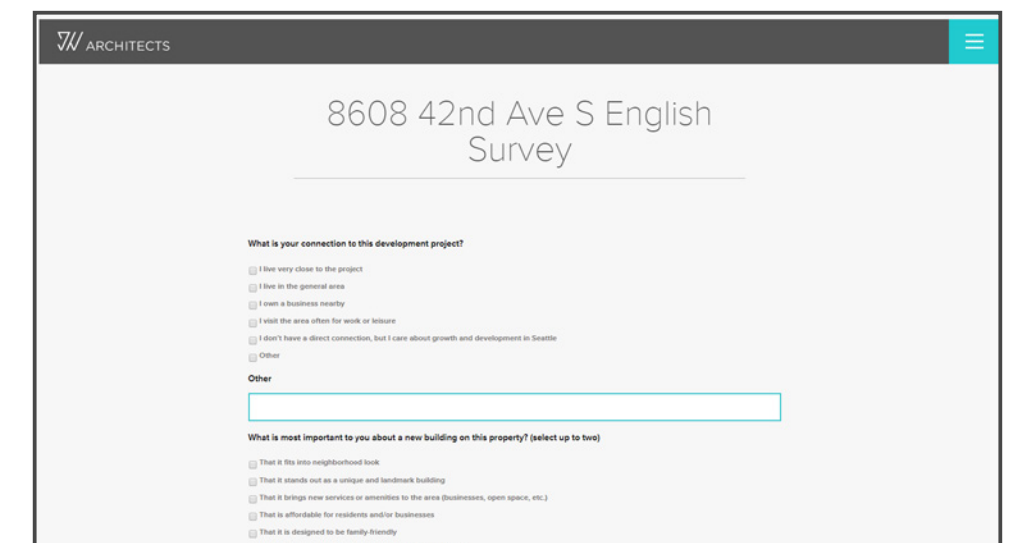 JW ARCHITECTS
8608 42nd Ave S English
Survey
What is your connection to this development project?
I live very close to the project
I live in the general area
I own a business nearby
I visit the area often for work or leisure
I don't have a direct connection, but I care about growth and development in Seattle
Other
Other
What is most important to you about a new building on this property? (select up to two)
That it fits into neighborhood look
That it stands out as a unique and landmark building
That it brings new services or amenities to the area (businesses, open space, etc.)
That is affordable for residents and/or businesses
That it is designed to be family-friendly